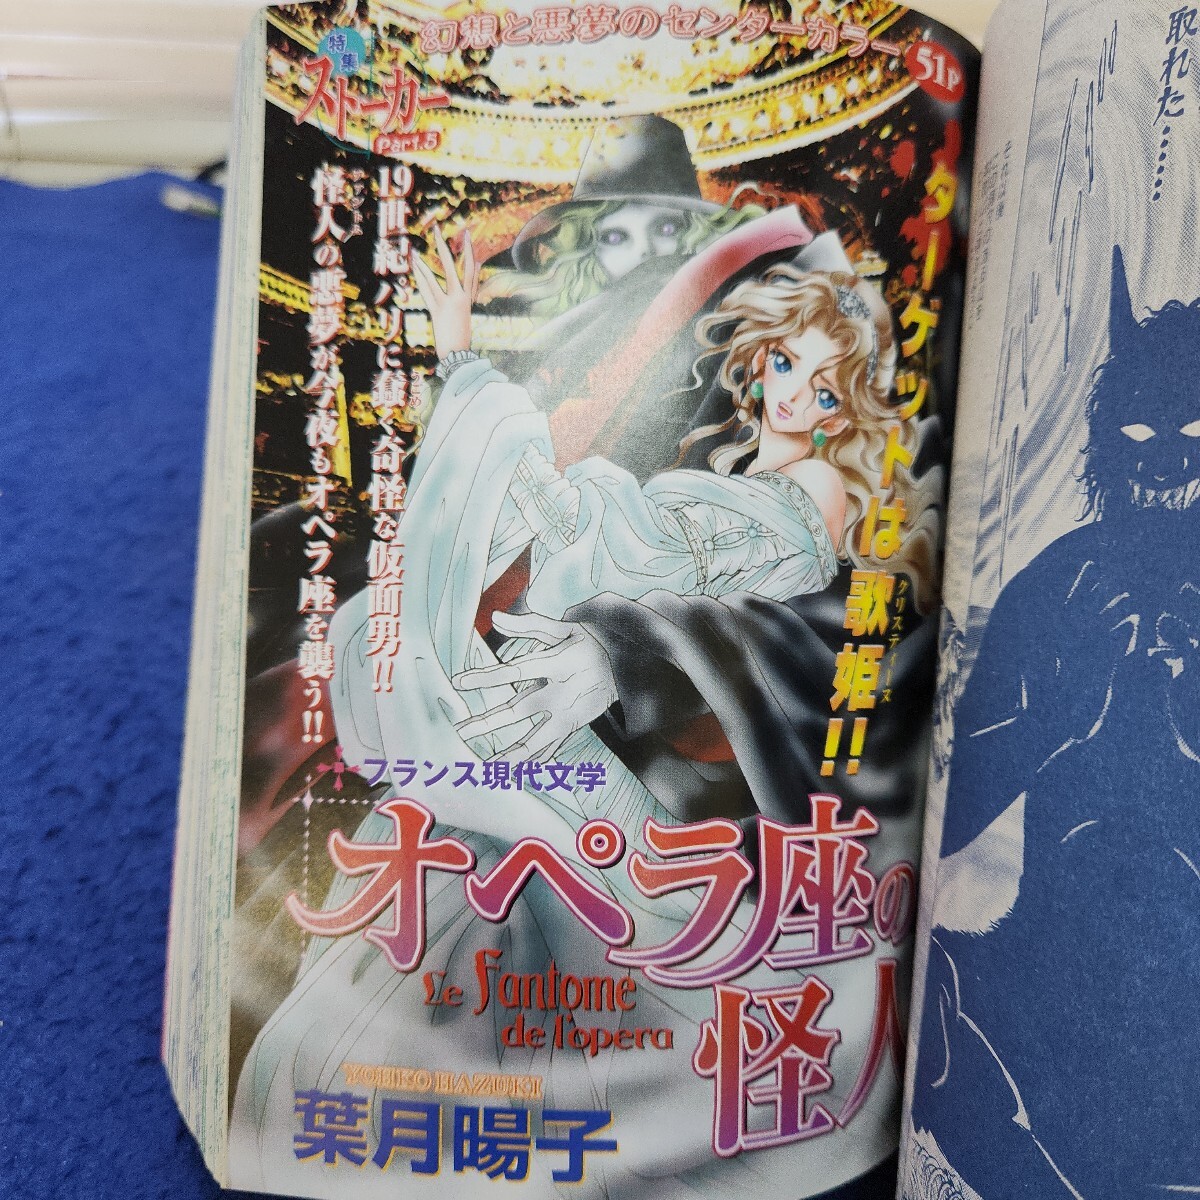 幻想と悪夢のセンターカラー
51P
特集
ストーカー
Part.5
ターゲットは歌姫!!
クリスティーヌ
19世紀パリに蠢く奇怪な仮面男!!
うごめ
怪人の悪夢が今夜もオペラ座を襲う!!
フランス現代文学
オペラ座の
怪人
Le Fantome
de l'opera
YOHKO HAZUKI
葉月暘子
取れた……